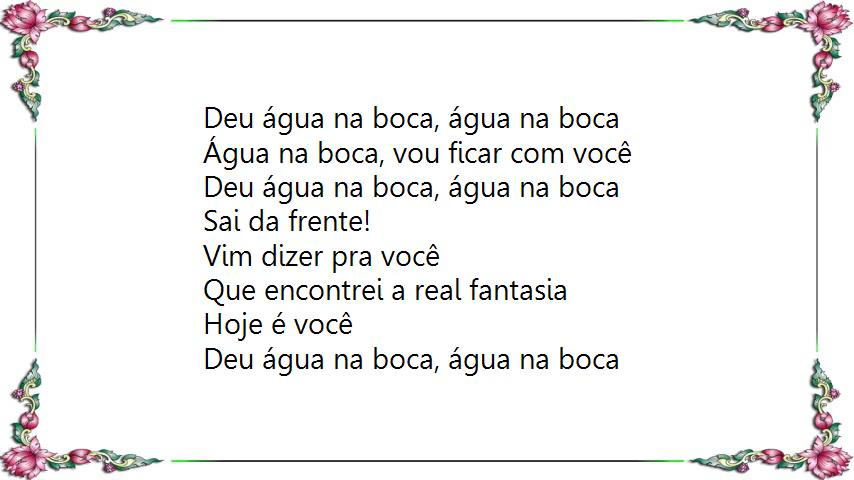 Deu água na boca, água na boca
Água na boca, vou ficar com você
Deu água na boca, água na boca
Sai da frente!
Vim dizer pra você
Que encontrei a real fantasia
Hoje é você
Deu água na boca, água na boca